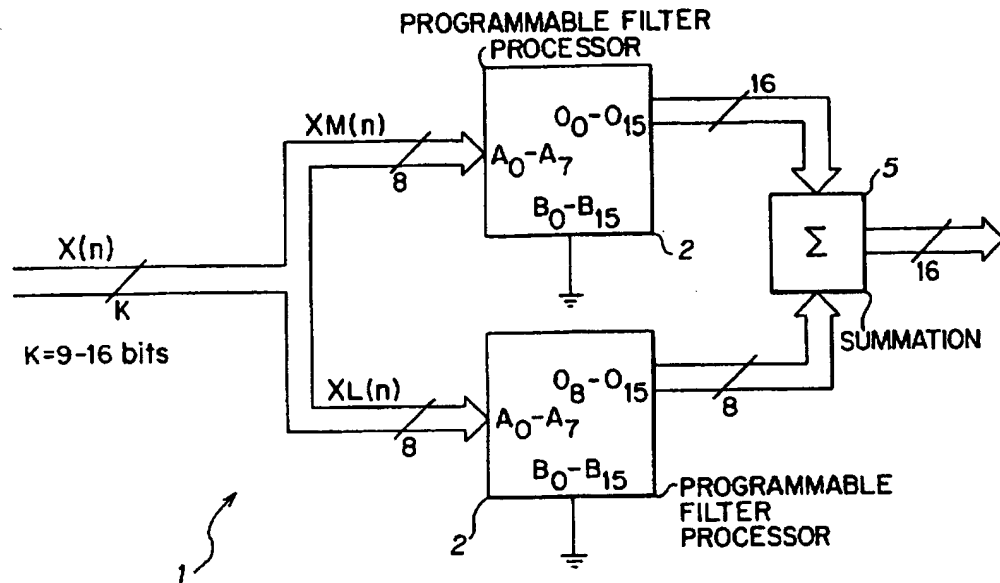 PROGRAMMABLE FILTER
PROCESSOR
16
O0-O15
XM(n)
8
A0-A7
B0-B15
2
5
Σ
16
X(n)
K
K=9-16 bits
SUMMATION
XL(n)
8
O8-O15
8
A0-A7
B0-B15
2
PROGRAMMABLE
FILTER
PROCESSOR
1